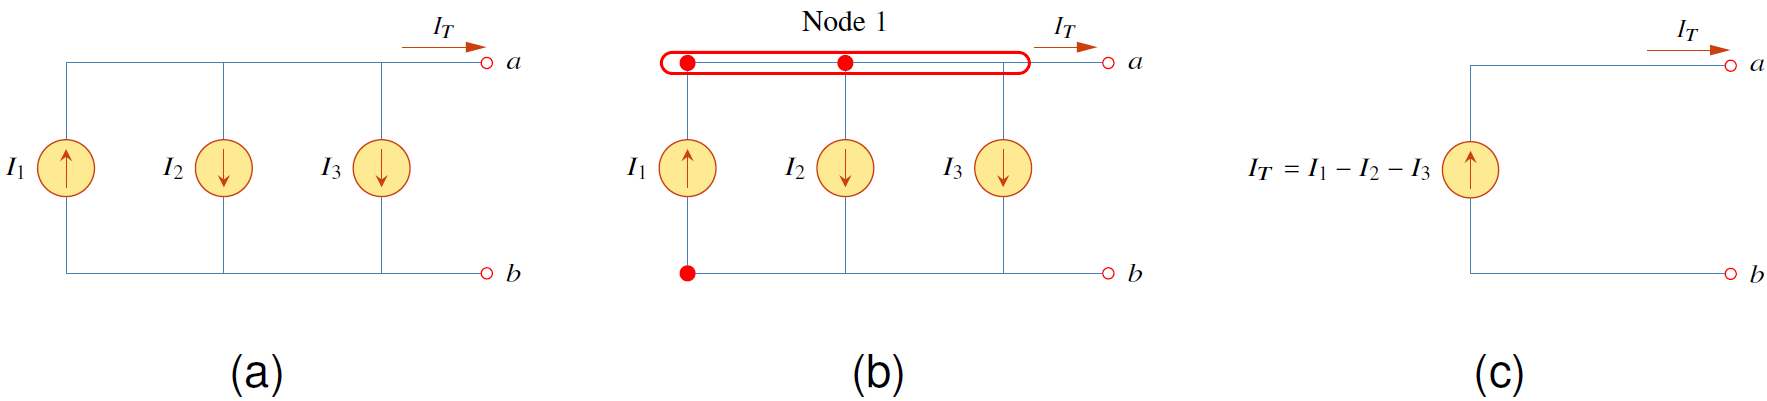 I_T
a
I_1
I_2
I_3
b
(a)
Node 1
I_T
a
I_1
I_2
I_3
b
(b)
I_T
a
I_T = I_1 − I_2 − I_3
b
(c)